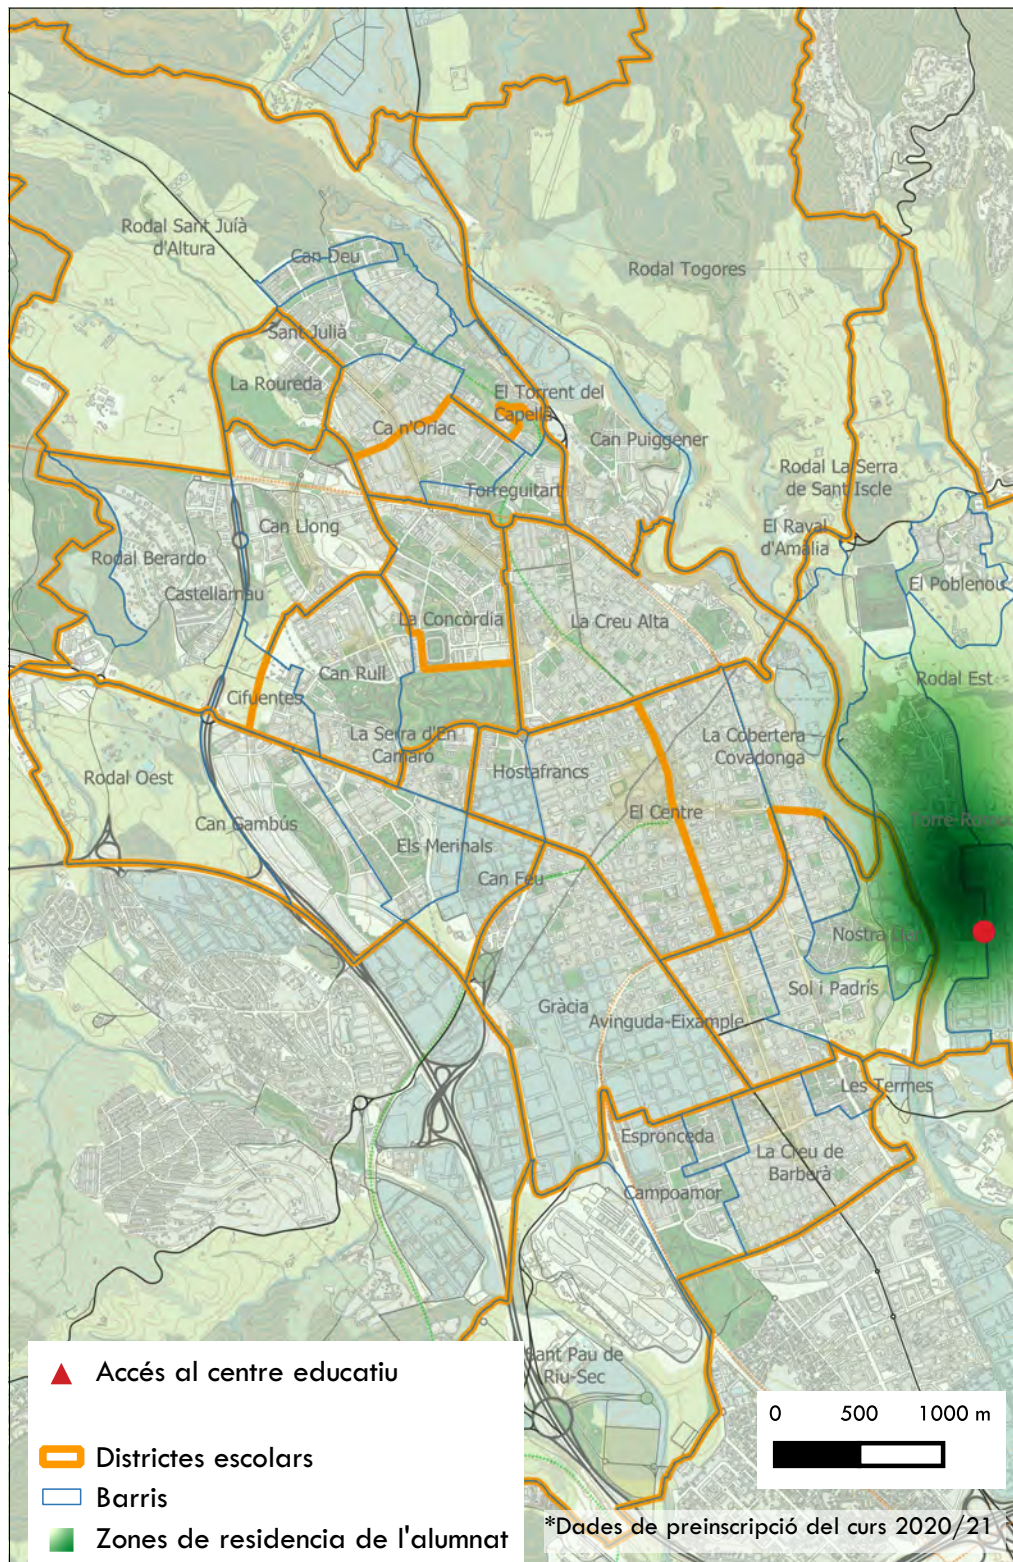 Rodal Sant Juíà
d'Altura
Can Deu
Rodal Togores
Sant Julià
La Roureda
El Torrent del
Capellà
Ca n'Oriac
Can Puiggener
Rodal La Serra
de Sant Iscle
Torreguitart
Can Llong
El Raval
d'Amàlia
Rodal Berardo
El Poblenou
Castellarnau
La Concòrdia
La Creu Alta
Can Rull
Rodal Est
Cifuentes
La Serra d'En
Camaró
La Cobertera
Covadonga
Hostafrancs
Rodal Oest
El Centre
Can Gambús
Els Merinals
Can Feu
Nostra Llar
Sol i Padrís
Gràcia
Avinguda-Eixample
Les Termes
Espronceda
La Creu de
Barberà
Campoamor
Sant Pau de
Riu-Sec
Accés al centre educatiu
Districtes escolars
Barris
Zones de residencia de l'alumnat
0 500 1000 m
*Dades de preinscripció del curs 2020/21